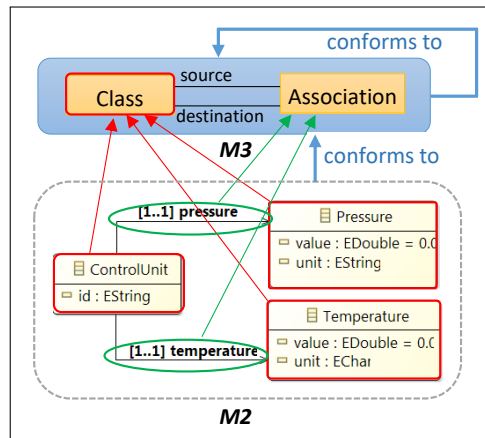 conforms to
source
Class
Association
destination
M3
conforms to
[1..1] pressure
Pressure
value : EDouble = 0.0
unit : EString
ControlUnit
id : EString
Temperature
value : EDouble = 0.0
unit : EChar
[1..1] temperature
M2